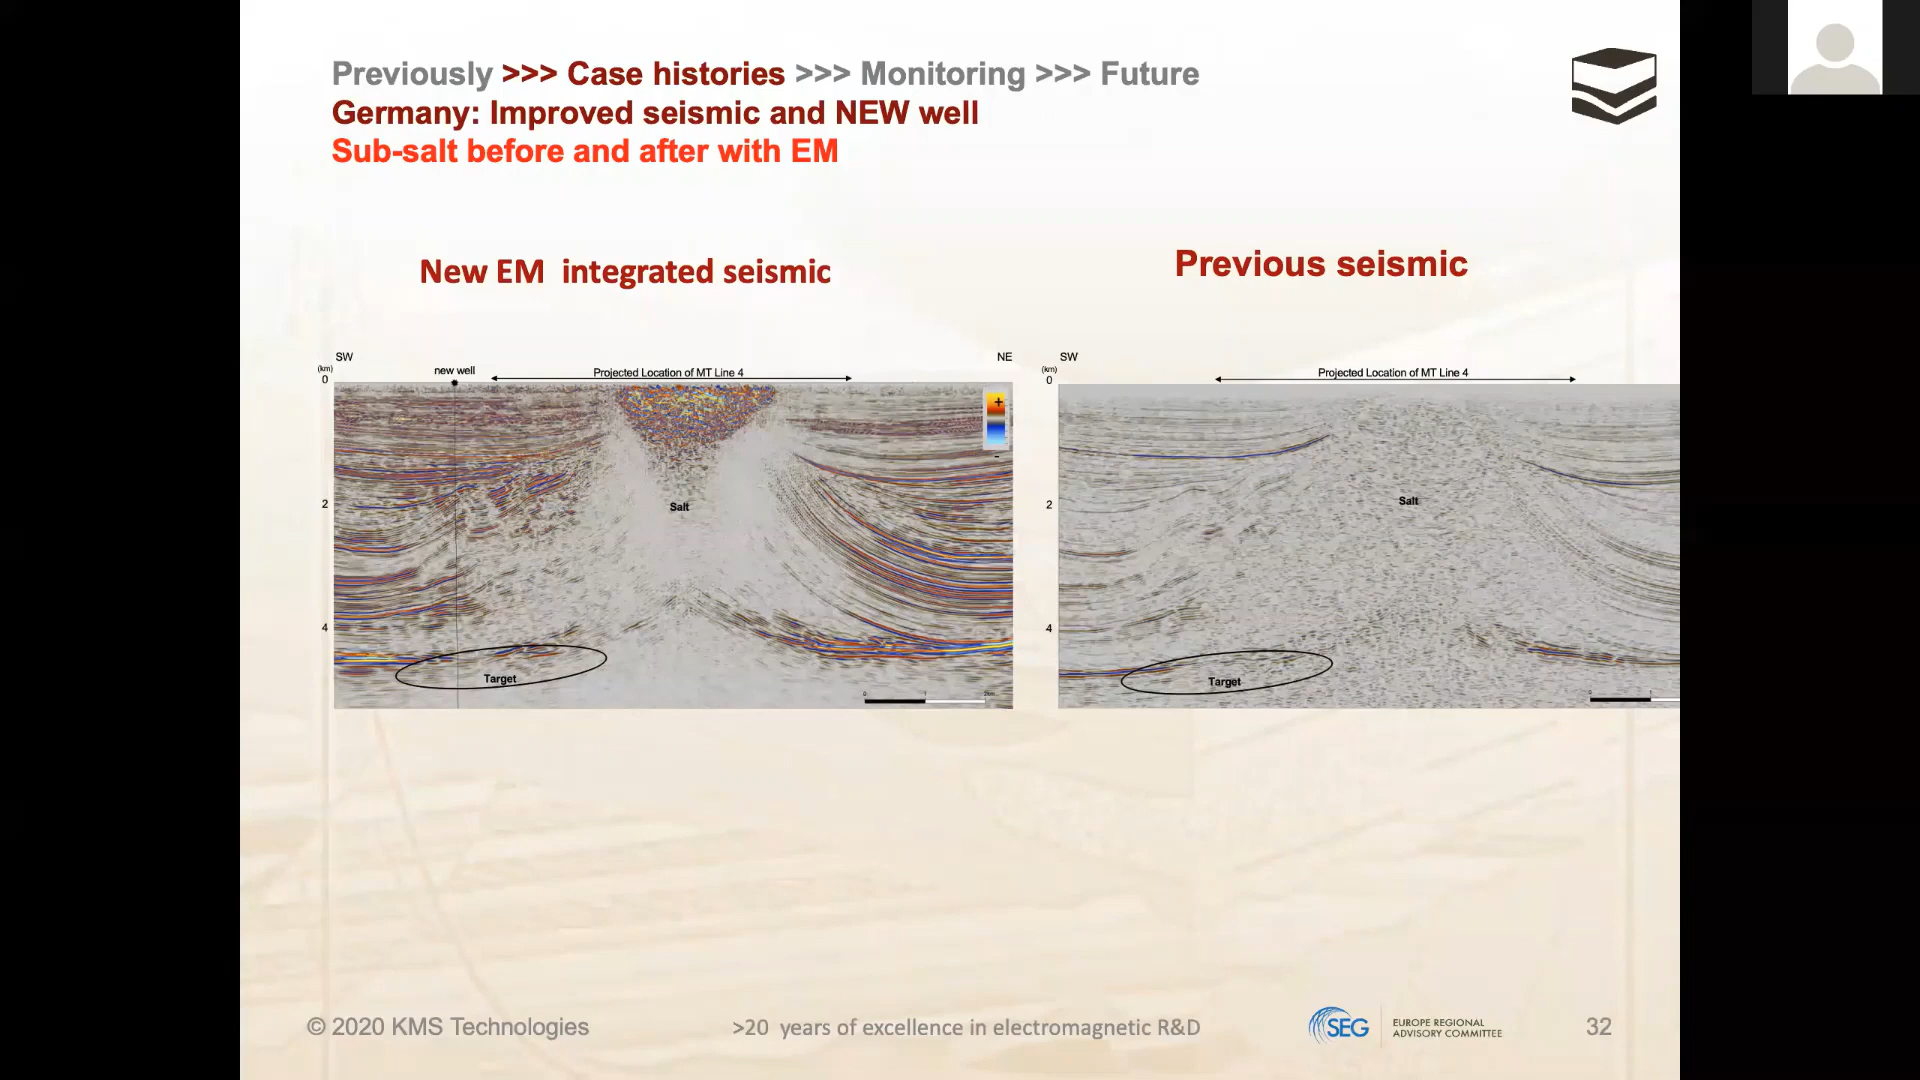 Previously >>> Case histories >>> Monitoring >>> Future
Germany: Improved seismic and NEW well
Sub-salt before and after with EM
New EM integrated seismic
Previous seismic
SW
NE
(km)
0
new well
Projected Location of MT Line 4
+
-
2
Salt
4
Target
0
SW
(km)
0
Projected Location of MT Line 4
2
Salt
4
Target
© 2020 KMS Technologies
>20 years of excellence in electromagnetic R&D
SEG
EUROPE REGIONAL
ADVISORY COMMITTEE
32